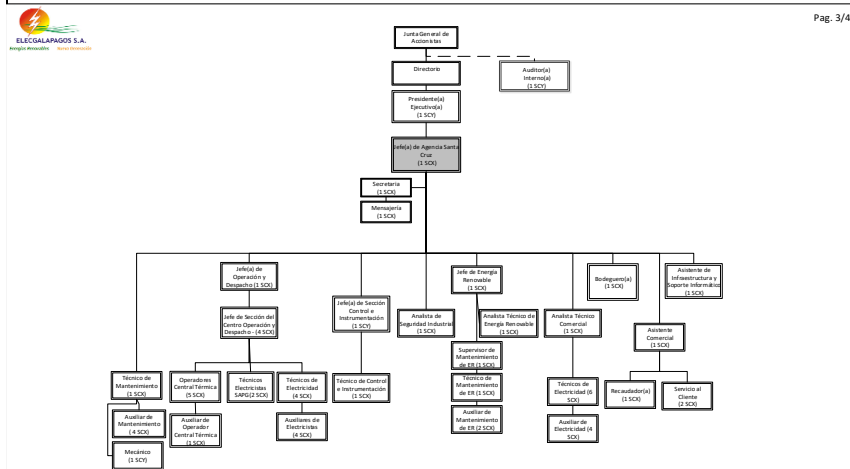 Pag. 3/4
ELECGALAPAGOS S.A.
Energías Renovables
Nueva Generación
Junta General de
Accionistas
Directorio
Auditor(a)
Interno(a)
(1 SCY)
Presidente(a)
Ejecutivo(a)
(1 SCY)
Jefe(a) de Agencia Santa
Cruz
(1 SCX)
Secretaria
(1 SCX)
Mensajería
(1 SCX)
Jefe(a) de
Operación y
Despacho (1 SCX)
Jefe de Energía
Renovable
(1 SCX)
Bodeguero(a)
(1 SCX)
Asistente de
Infraestructura y
Soporte Informático
(1 SCX)
Jefe de Sección del
Centro Operación y
Despacho - (4 SCX)
Jefe(a) de Sección
Control e
Instrumentación
(1 SCY)
Analista de
Seguridad Industrial
(1 SCX)
Analista Técnico de
Energía Renovable
(1 SCX)
Analista Técnico
Comercial
(1 SCX)
Asistente
Comercial
(1 SCX)
Supervisor de
Mantenimiento
de ER (1 SCX)
Técnico de
Mantenimiento
(1 SCX)
Operadores
Central Térmica
(5 SCX)
Técnicos
Electricistas
SAPG (2 SCX)
Técnicos de
Electricidad
(4 SCX)
Técnico de Control
e Instrumentación
(1 SCX)
Técnico de
Mantenimiento
de ER (1 SCX)
Técnicos de
Electricidad (6
SCX)
Recaudador(a)
(1 SCX)
Servicio al
Cliente
(2 SCX)
Auxiliar de
Mantenimiento
(4 SCX)
Auxiliar de
Operador
Central Térmica
(1 SCX)
Auxiliares de
Electricistas
(4 SCX)
Auxiliar de
Mantenimiento
de ER (2 SCX)
Auxiliar de
Electricidad (4
SCX)
Mecánico
(1 SCY)